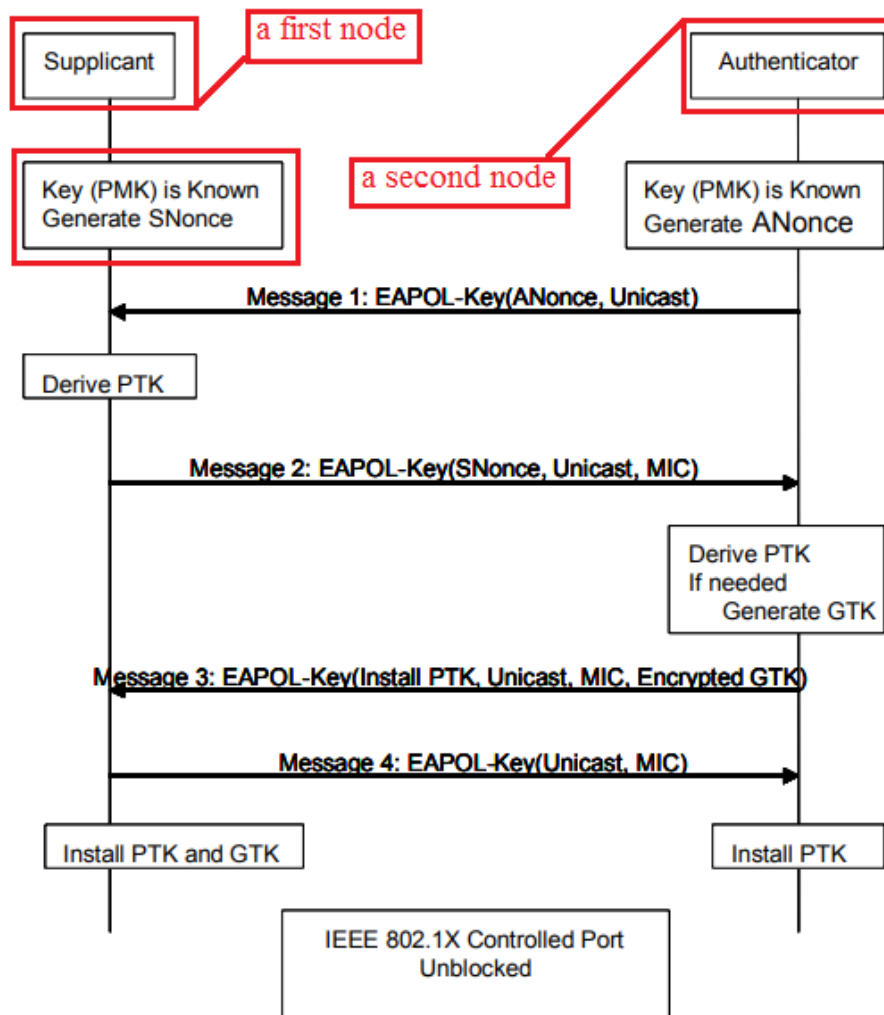 a first node
Supplicant
Authenticator
a second node
Key (PMK) is Known
Generate SNonce
Key (PMK) is Known
Generate ANonce
Message 1: EAPOL-Key(ANonce, Unicast)
Derive PTK
Message 2: EAPOL-Key(SNonce, Unicast, MIC)
Derive PTK
If needed
Generate GTK
Message 3: EAPOL-Key(Install PTK, Unicast, MIC, Encrypted GTK)
Message 4: EAPOL-Key(Unicast, MIC)
Install PTK and GTK
Install PTK
IEEE 802.1X Controlled Port
Unblocked